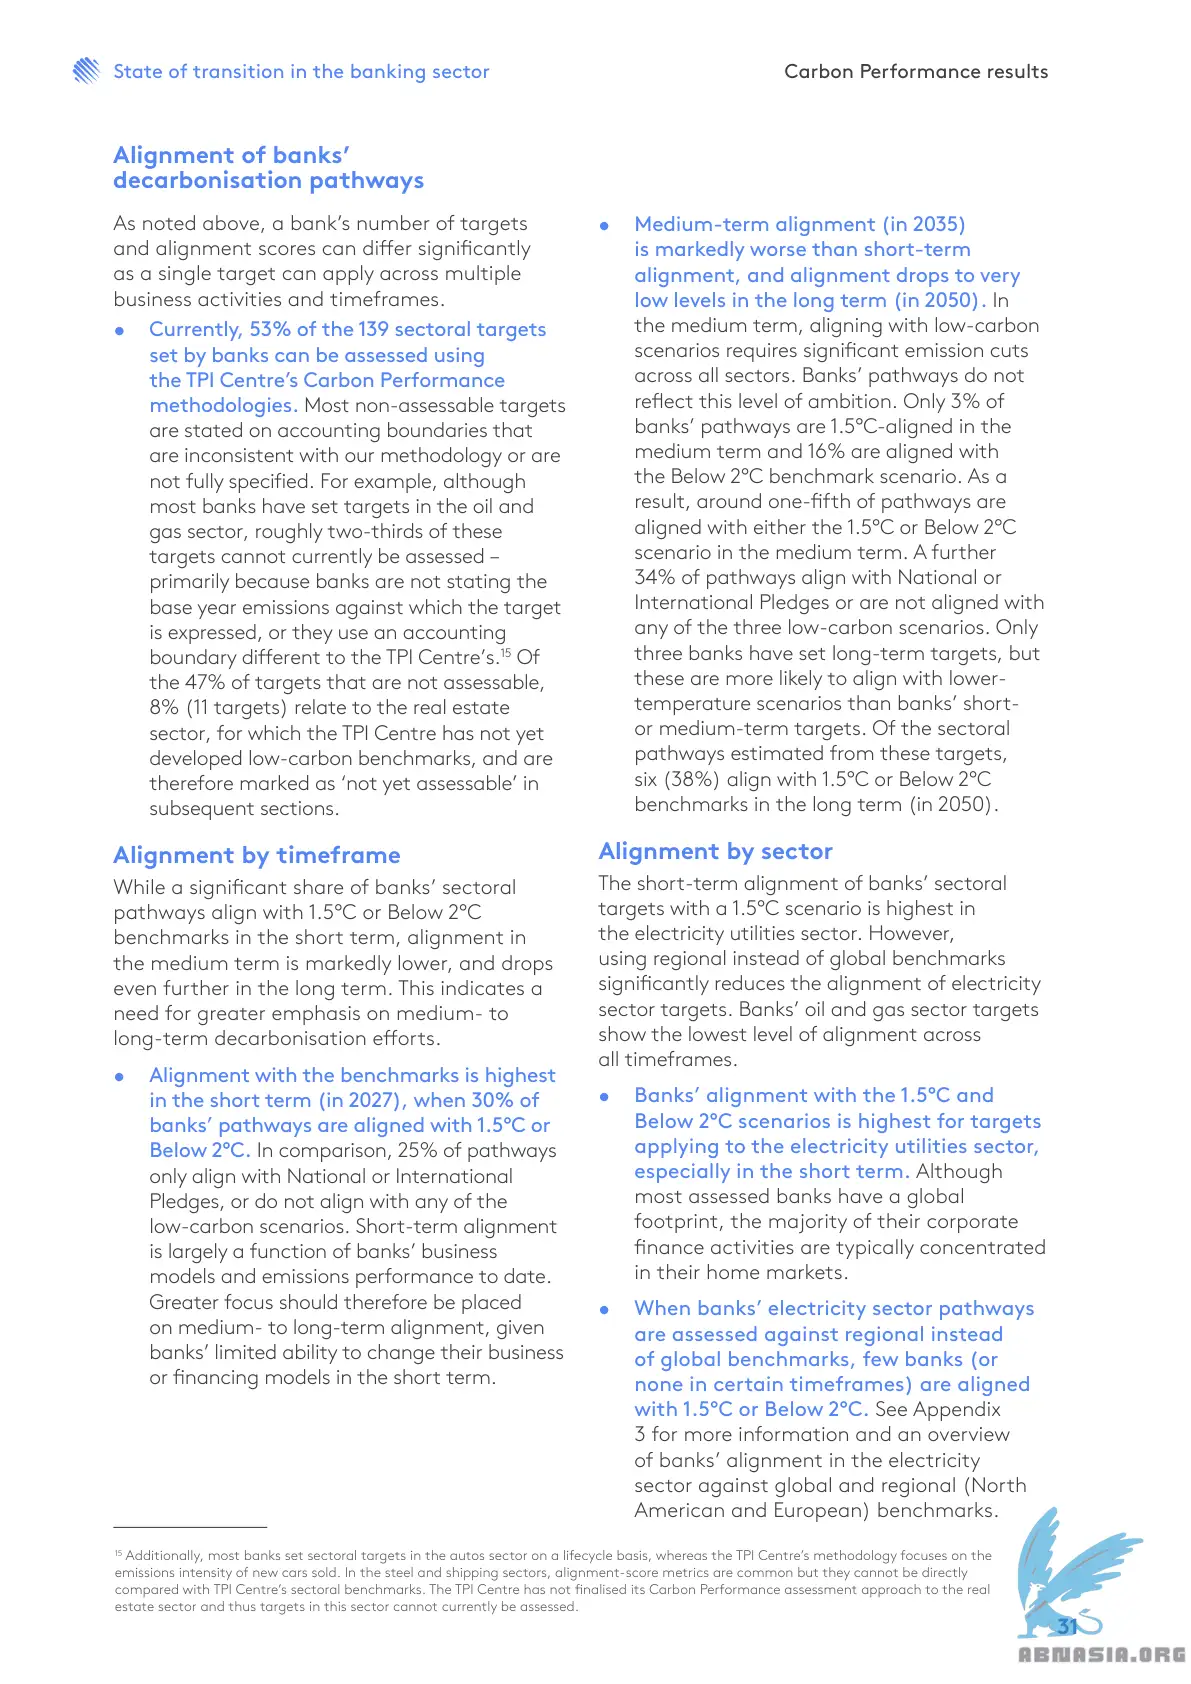 State of transition in the banking sector
Carbon Performance results
Alignment of banks’
decarbonisation pathways
As noted above, a bank’s number of targets
and alignment scores can differ significantly
as a single target can apply across multiple
business activities and timeframes.
• Currently, 53% of the 139 sectoral targets
set by banks can be assessed using
the TPI Centre’s Carbon Performance
methodologies. Most non-assessable targets
are stated on accounting boundaries that
are inconsistent with our methodology or are
not fully specified. For example, although
most banks have set targets in the oil and
gas sector, roughly two-thirds of these
targets cannot currently be assessed –
primarily because banks are not stating the
base year emissions against which the target
is expressed, or they use an accounting
boundary different to the TPI Centre’s.15 Of
the 47% of targets that are not assessable,
8% (11 targets) relate to the real estate
sector, for which the TPI Centre has not yet
developed low-carbon benchmarks, and are
therefore marked as ‘not yet assessable’ in
subsequent sections.
Alignment by timeframe
While a significant share of banks’ sectoral
pathways align with 1.5°C or Below 2°C
benchmarks in the short term, alignment in
the medium term is markedly lower, and drops
even further in the long term. This indicates a
need for greater emphasis on medium- to
long-term decarbonisation efforts.
• Alignment with the benchmarks is highest
in the short term (in 2027), when 30% of
banks’ pathways are aligned with 1.5°C or
Below 2°C. In comparison, 25% of pathways
only align with National or International
Pledges, or do not align with any of the
low-carbon scenarios. Short-term alignment
is largely a function of banks’ business
models and emissions performance to date.
Greater focus should therefore be placed
on medium- to long-term alignment, given
banks’ limited ability to change their business
or financing models in the short term.
• Medium-term alignment (in 2035)
is markedly worse than short-term
alignment, and alignment drops to very
low levels in the long term (in 2050). In
the medium term, aligning with low-carbon
scenarios requires significant emission cuts
across all sectors. Banks’ pathways do not
reflect this level of ambition. Only 3% of
banks’ pathways are 1.5°C-aligned in the
medium term and 16% are aligned with
the Below 2°C benchmark scenario. As a
result, around one-fifth of pathways are
aligned with either the 1.5°C or Below 2°C
scenario in the medium term. A further
34% of pathways align with National or
International Pledges or are not aligned with
any of the three low-carbon scenarios. Only
three banks have set long-term targets, but
these are more likely to align with lower-
temperature scenarios than banks’ short-
or medium-term targets. Of the sectoral
pathways estimated from these targets,
six (38%) align with 1.5°C or Below 2°C
benchmarks in the long term (in 2050).
Alignment by sector
The short-term alignment of banks’ sectoral
targets with a 1.5°C scenario is highest in
the electricity utilities sector. However,
using regional instead of global benchmarks
significantly reduces the alignment of electricity
sector targets. Banks’ oil and gas sector targets
show the lowest level of alignment across
all timeframes.
• Banks’ alignment with the 1.5°C and
Below 2°C scenarios is highest for targets
applying to the electricity utilities sector,
especially in the short term. Although
most assessed banks have a global
footprint, the majority of their corporate
finance activities are typically concentrated
in their home markets.
• When banks’ electricity sector pathways
are assessed against regional instead
of global benchmarks, few banks (or
none in certain timeframes) are aligned
with 1.5°C or Below 2°C. See Appendix
3 for more information and an overview
of banks’ alignment in the electricity
sector against global and regional (North
American and European) benchmarks.
15 Additionally, most banks set sectoral targets in the autos sector on a lifecycle basis, whereas the TPI Centre’s methodology focuses on the
emissions intensity of new cars sold. In the steel and shipping sectors, alignment-score metrics are common but they cannot be directly
compared with TPI Centre’s sectoral benchmarks. The TPI Centre has not finalised its Carbon Performance assessment approach to the real
estate sector and thus targets in this sector cannot currently be assessed.
31
ABNASIA.ORG